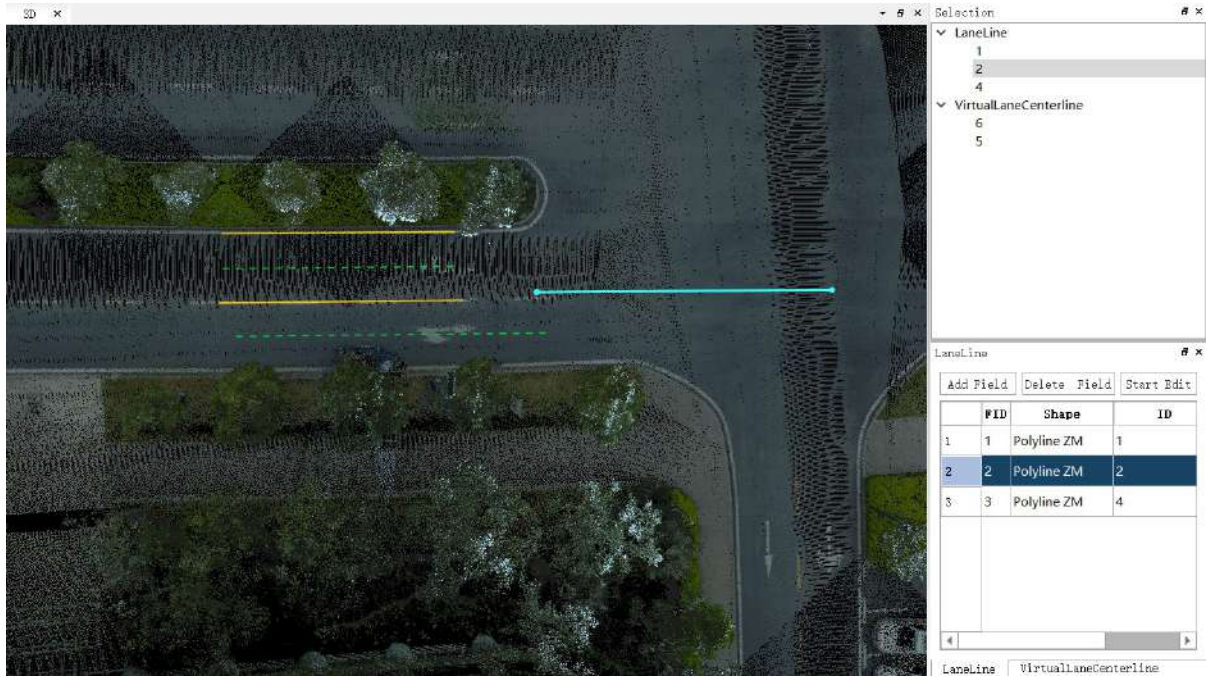 3D
Selection
LaneLine
1
2
4
VirtualLaneCenterline
6
5
LaneLine
Add Field Delete Field Start Edit
FID Shape ID
1 1 Polyline ZM 1
2 2 Polyline ZM 2
3 3 Polyline ZM 4
LaneLine VirtualLaneCenterline